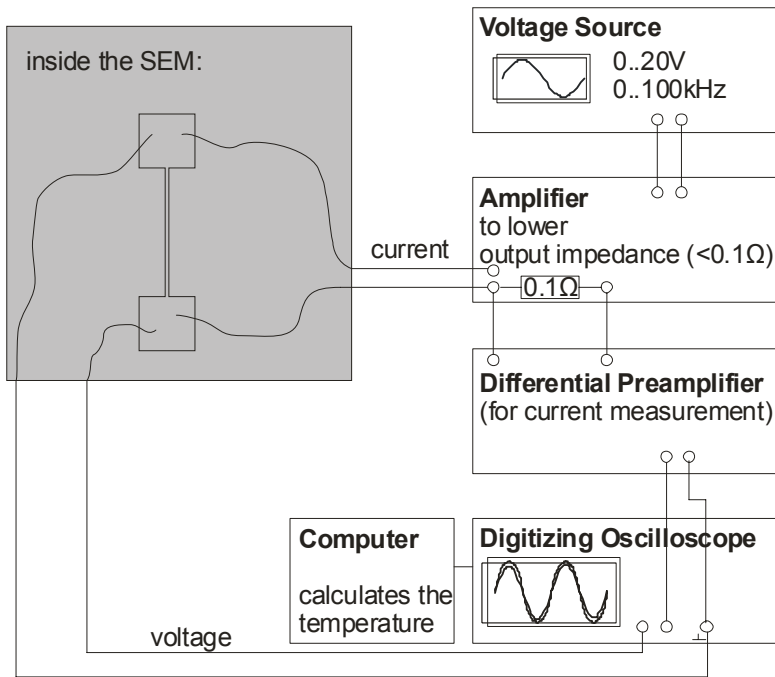 inside the SEM:
Voltage Source
0..20V
0..100kHz
Amplifier
to lower
output impedance (<0.1Ω)
current
0.1Ω
Differential Preamplifier
(for current measurement)
Computer
calculates the
temperature
Digitizing Oscilloscope
voltage